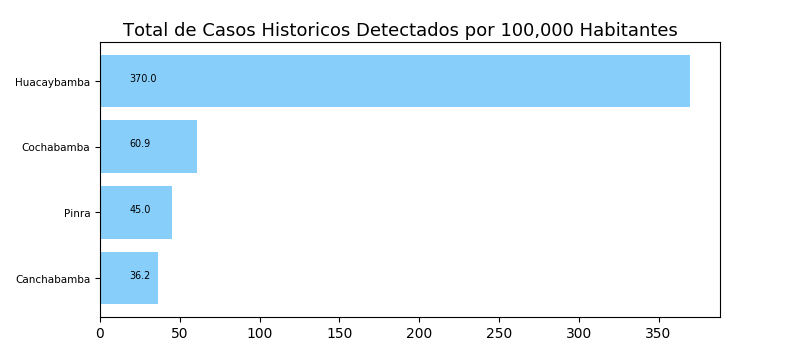 Total de Casos Historicos Detectados por 100,000 Habitantes
Huacaybamba 370.0
Cochabamba 60.9
Pinra 45.0
Canchabamba 36.2
0 50 100 150 200 250 300 350